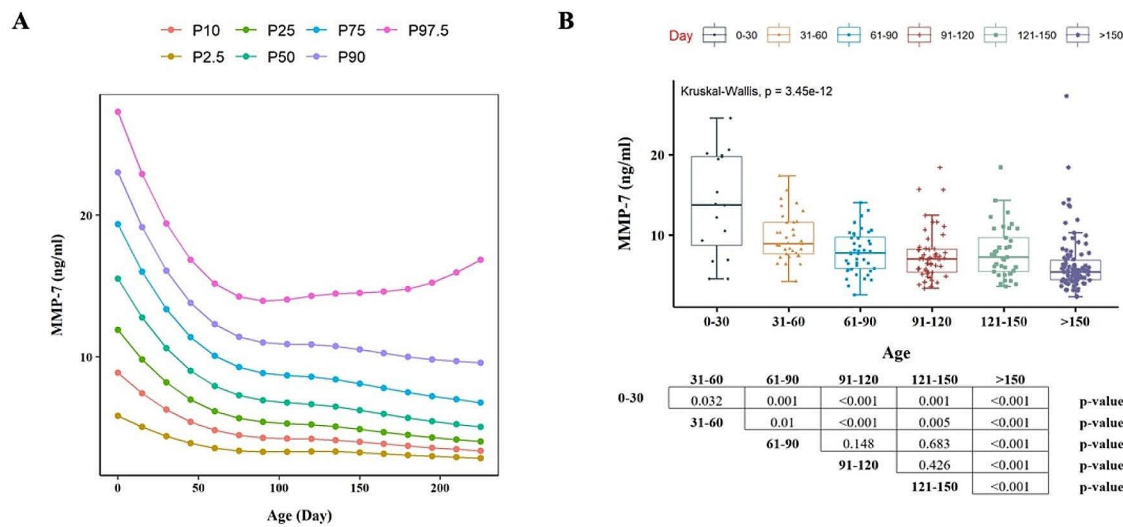 A
P10 P25 P75 P97.5
P2.5 P50 P90
MMP-7 (ng/ml)
20
10
0 50 100 150 200
Age (Day)
B
Day 0-30 31-60 61-90 91-120 121-150 >150
Kruskal-Wallis, p = 3.45e-12
MMP-7 (ng/ml)
20
10
0-30 31-60 61-90 91-120 121-150 >150
Age
31-60 61-90 91-120 121-150 >150
0-30 0.032 0.001 <0.001 0.001 <0.001 p-value
31-60 0.01 <0.001 0.005 <0.001 p-value
61-90 0.148 0.683 <0.001 p-value
91-120 0.426 <0.001 p-value
121-150 <0.001 p-value